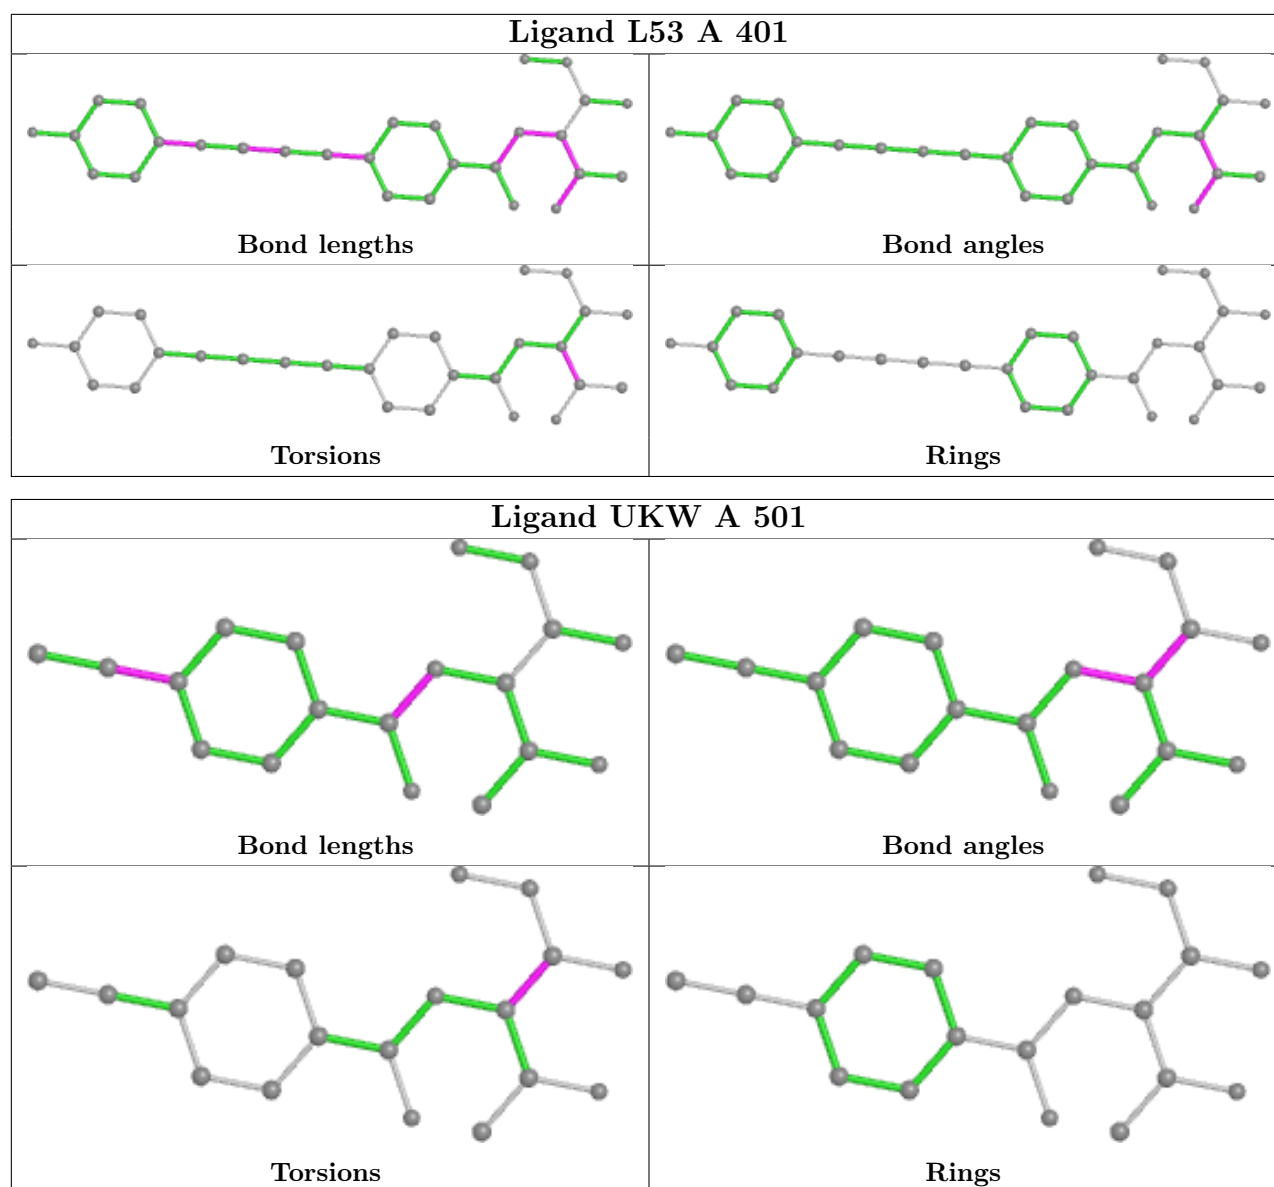 Ligand L53 A 401
Bond lengths
Bond angles
Torsions
Rings
Ligand UKW A 501
Bond lengths
Bond angles
Torsions
Rings